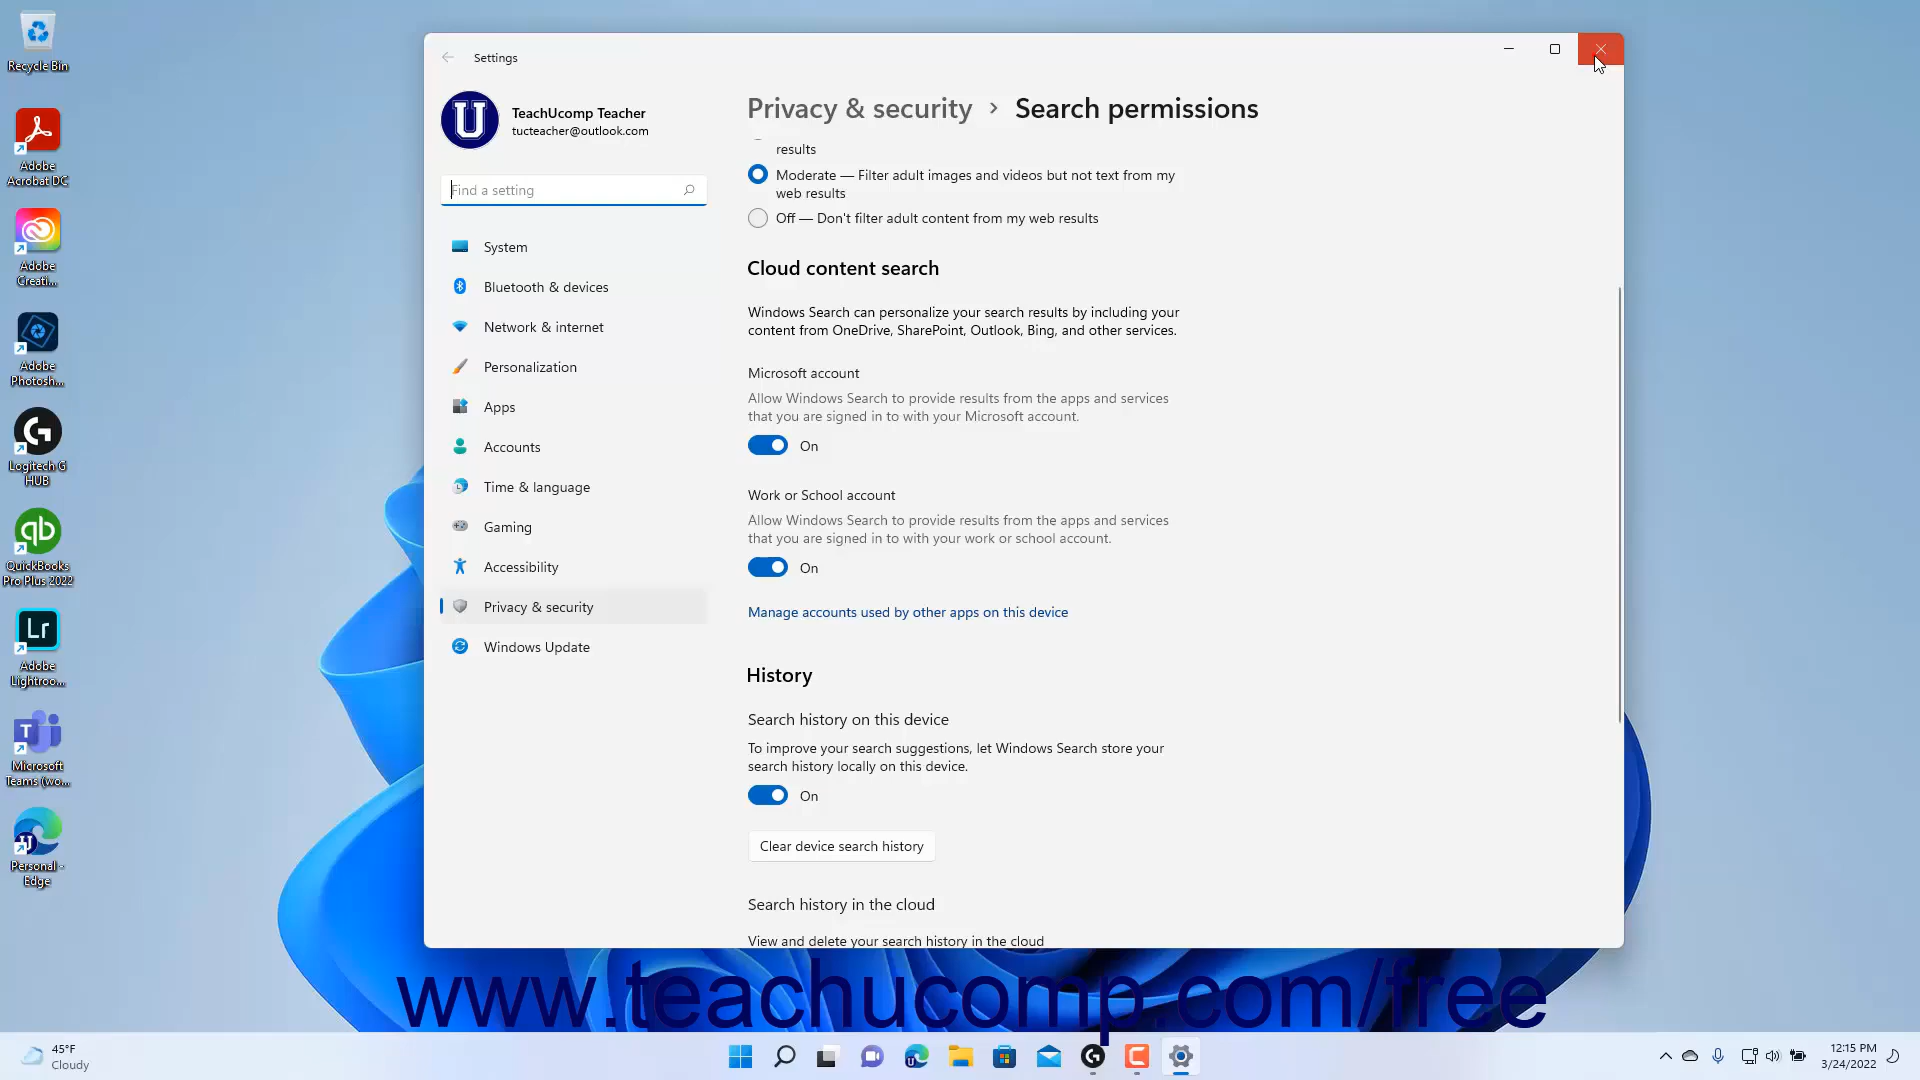 Recycle Bin
Adobe
Acrobat DC
Adobe
Creati...
Adobe
Photosh...
Logitech G
HUB
QuickBooks
Pro Plus 2022
Lr
Adobe
Lightroo...
Microsoft
Teams (wo...
Personal -
Edge
Settings
U
TeachUcomp Teacher
tucteacher@outlook.com
Find a setting
System
Bluetooth & devices
Network & internet
Personalization
Apps
Accounts
Time & language
Gaming
Accessibility
Privacy & security
Windows Update
Privacy & security › Search permissions
results
Moderate — Filter adult images and videos but not text from my
web results
Off — Don't filter adult content from my web results
Cloud content search
Windows Search can personalize your search results by including your
content from OneDrive, SharePoint, Outlook, Bing, and other services.
Microsoft account
Allow Windows Search to provide results from the apps and services
that you are signed in to with your Microsoft account.
On
Work or School account
Allow Windows Search to provide results from the apps and services
that you are signed in to with your work or school account.
On
Manage accounts used by other apps on this device
History
Search history on this device
To improve your search suggestions, let Windows Search store your
search history locally on this device.
On
Clear device search history
Search history in the cloud
View and delete your search history in the cloud
www.teachucomp.com/free
45°F
Cloudy
12:15 PM
3/24/2022